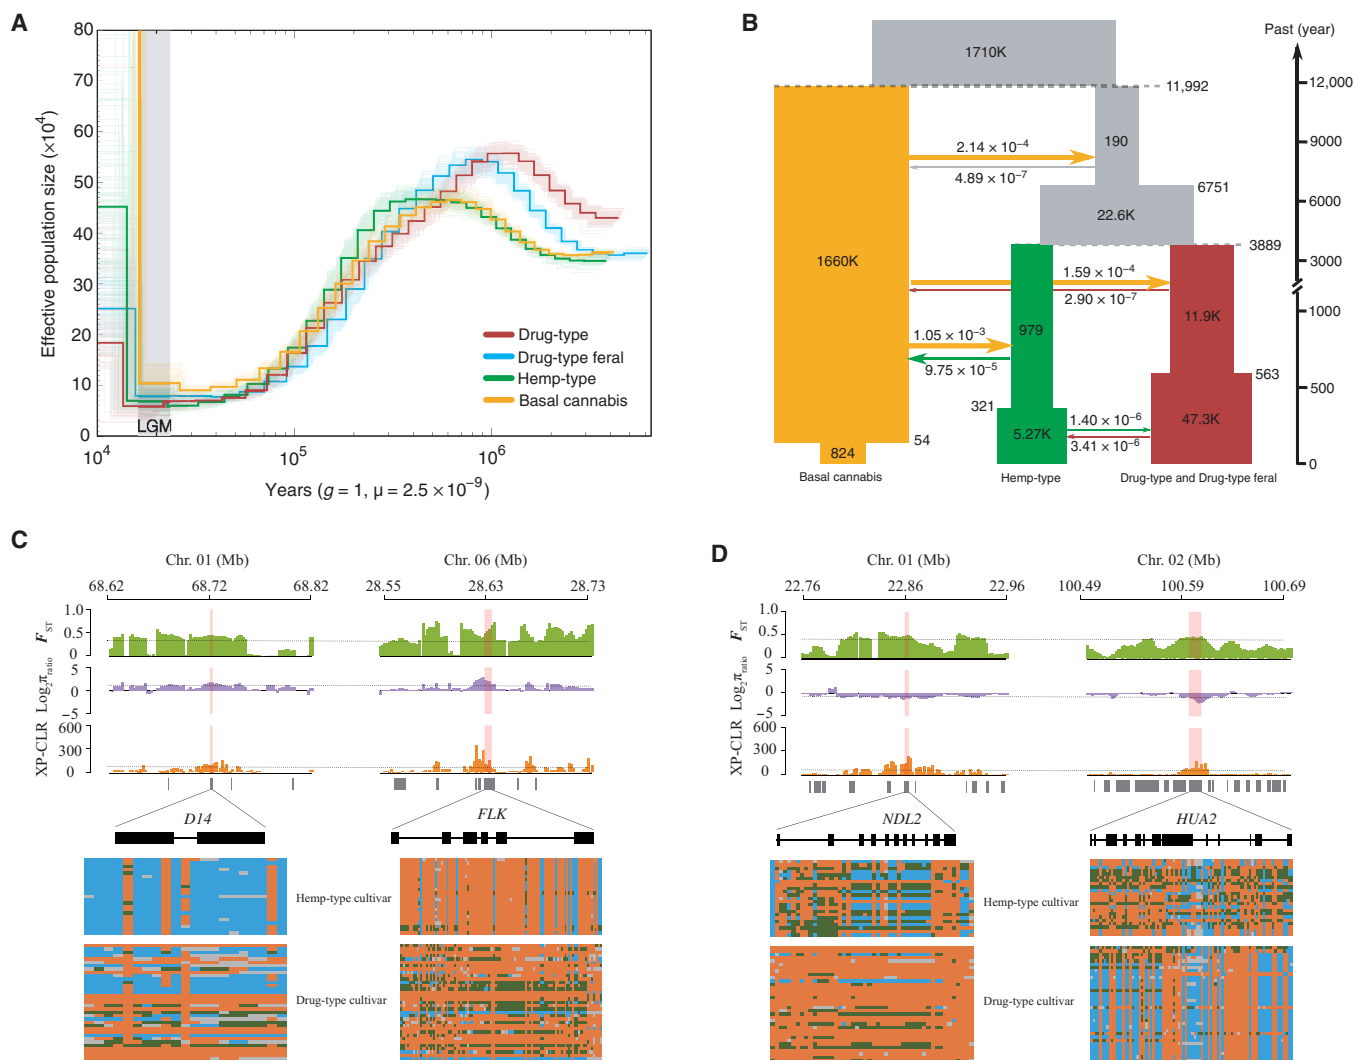 A
80
70
60
50
40
30
20
10
0
Effective population size (×10⁴)
LGM
Drug-type
Drug-type feral
Hemp-type
Basal cannabis
10⁴
10⁵
10⁶
Years (g = 1, μ = 2.5 × 10⁻⁹)
B
Past (year)
1710K
11,992
12,000
190
9000
2.14 × 10⁻⁴
4.89 × 10⁻⁷
6751
6000
22.6K
3889
3000
1660K
1.59 × 10⁻⁴
2.90 × 10⁻⁷
11.9K
1000
979
1.05 × 10⁻³
9.75 × 10⁻⁵
563
500
321
5.27K
1.40 × 10⁻⁶
3.41 × 10⁻⁶
47.3K
54
824
0
Basal cannabis
Hemp-type
Drug-type and Drug-type feral
C
Chr. 01 (Mb)
Chr. 06 (Mb)
68.62
68.72
68.82
28.55
28.63
28.73
F_ST
1.0
0.5
0
Log₂π_ratio
5
0
−5
XP-CLR
600
300
0
D14
FLK
Hemp-type cultivar
Drug-type cultivar
D
Chr. 01 (Mb)
Chr. 02 (Mb)
22.76
22.86
22.96
100.49
100.59
100.69
F_ST
1.0
0.5
0
Log₂π_ratio
5
0
−5
XP-CLR
600
300
0
NDL2
HUA2
Hemp-type cultivar
Drug-type cultivar